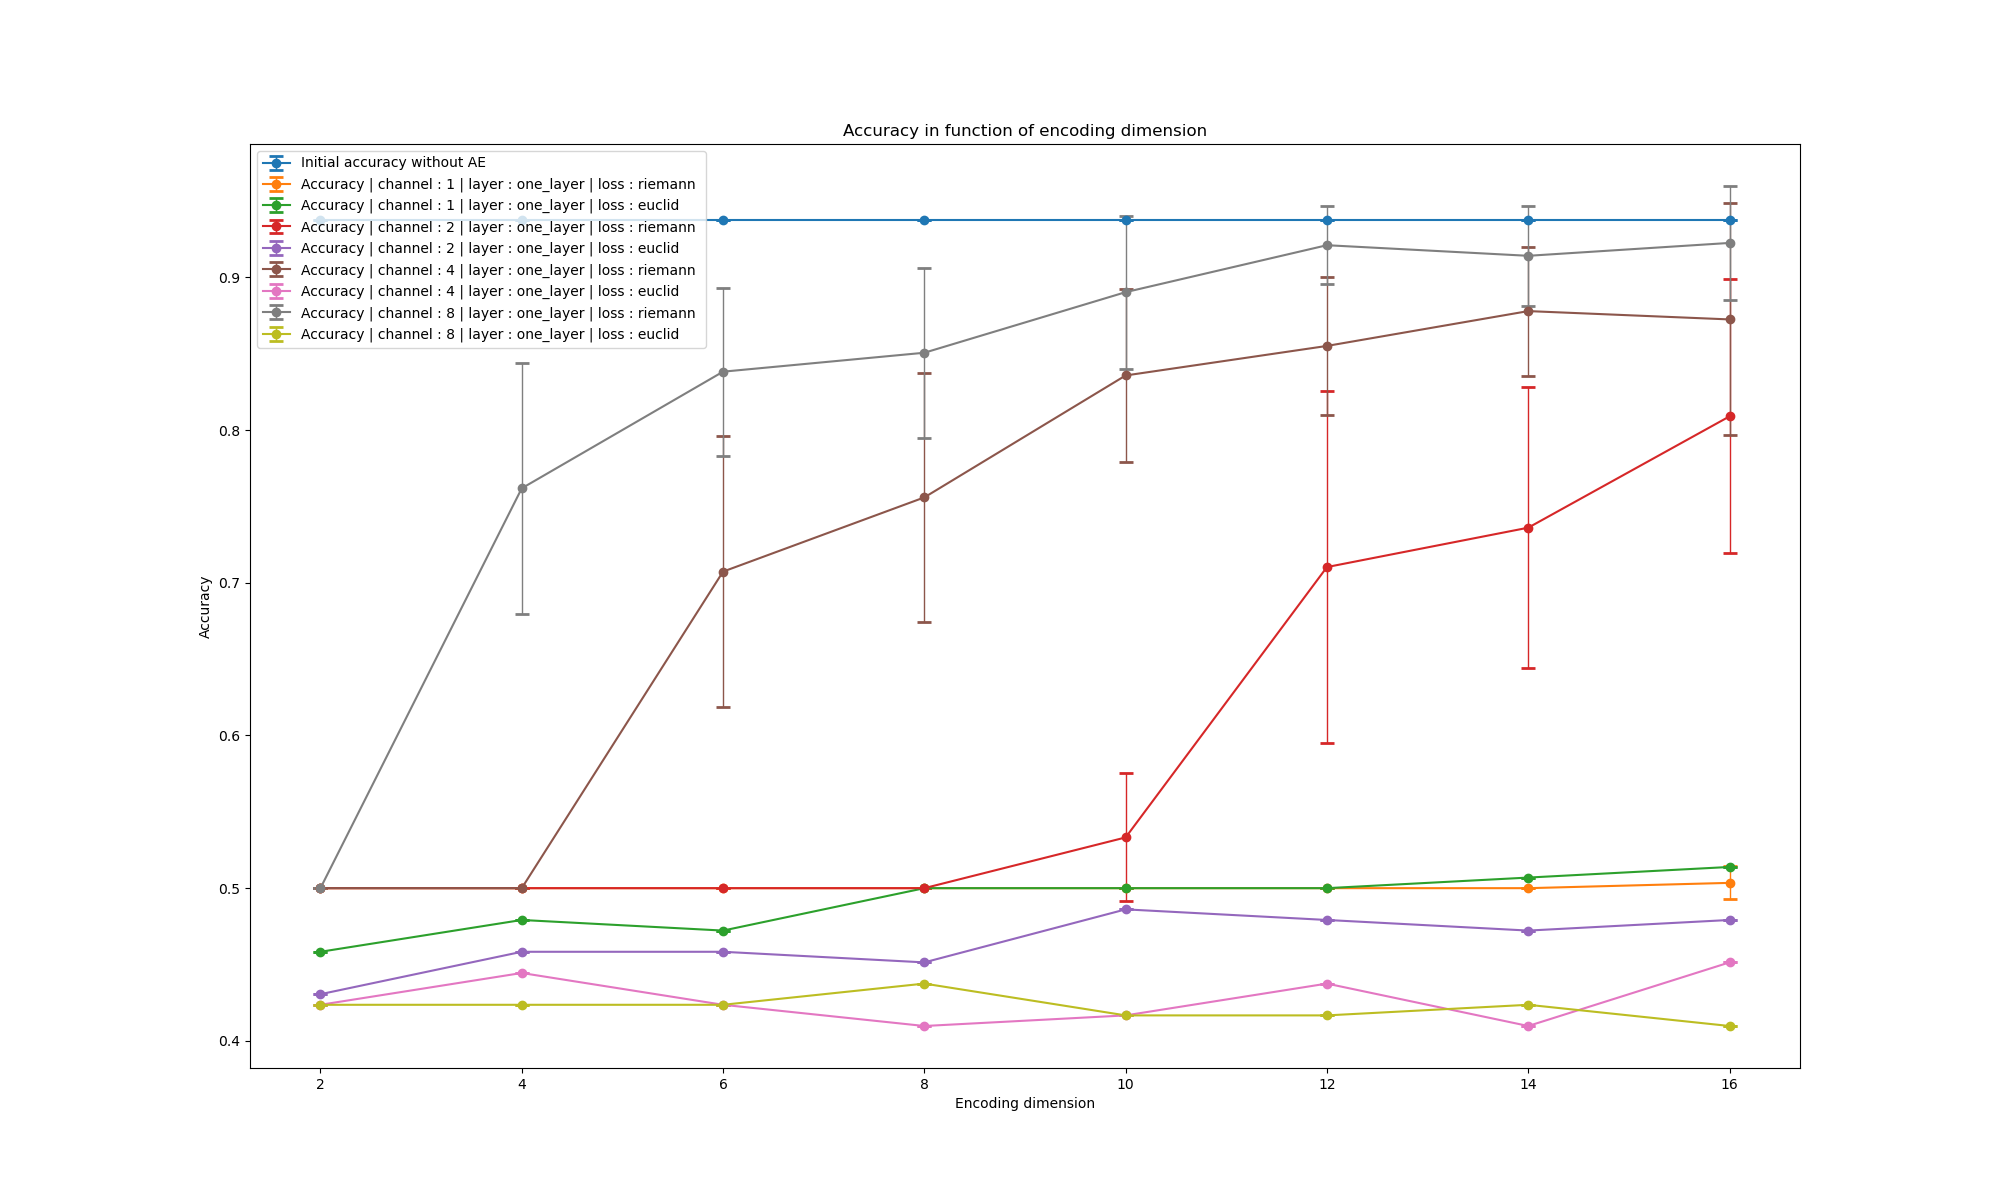 Accuracy in function of encoding dimension
Initial accuracy without AE
Accuracy | channel : 1 | layer : one_layer | loss : riemann
Accuracy | channel : 1 | layer : one_layer | loss : euclid
Accuracy | channel : 2 | layer : one_layer | loss : riemann
Accuracy | channel : 2 | layer : one_layer | loss : euclid
Accuracy | channel : 4 | layer : one_layer | loss : riemann
Accuracy | channel : 4 | layer : one_layer | loss : euclid
Accuracy | channel : 8 | layer : one_layer | loss : riemann
Accuracy | channel : 8 | layer : one_layer | loss : euclid
0.9
0.8
0.7
0.6
0.5
0.4
Accuracy
2 4 6 8 10 12 14 16
Encoding dimension